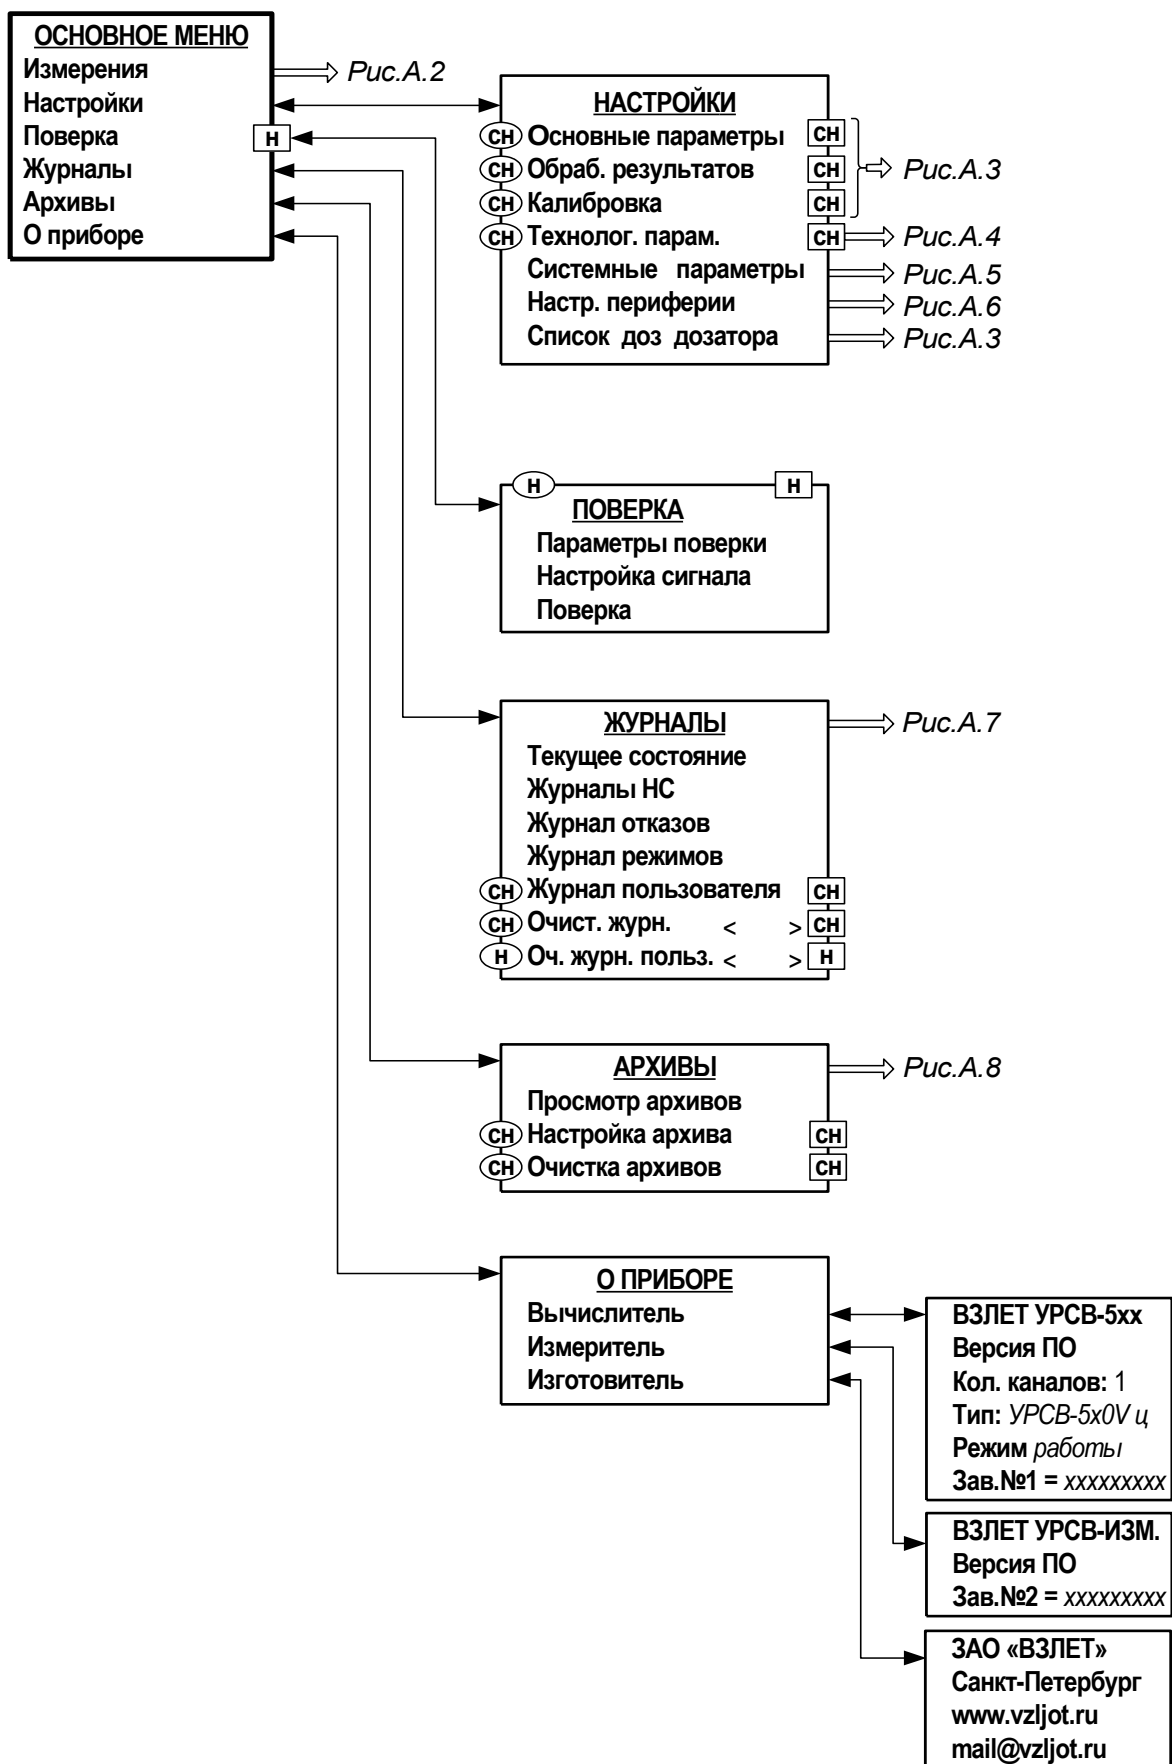 ОСНОВНОЕ МЕНЮ
Измерения
Настройки
Поверка
Журналы
Архивы
О приборе
Н
Рис.А.2
НАСТРОЙКИ
СН Основные параметры СН
СН Обраб. результатов СН
СН Калибровка СН
Рис.А.3
СН Технолог. парам. СН Рис.А.4
Системные параметры Рис.А.5
Настр. периферии Рис.А.6
Список доз дозатора Рис.А.3
Н Н
ПОВЕРКА
Параметры поверки
Настройка сигнала
Поверка
ЖУРНАЛЫ Рис.А.7
Текущее состояние
Журналы НС
Журнал отказов
Журнал режимов
СН Журнал пользователя СН
СН Очист. журн. < > СН
Н Оч. журн. польз. < > Н
АРХИВЫ Рис.А.8
Просмотр архивов
СН Настройка архива СН
СН Очистка архивов СН
О ПРИБОРЕ
Вычислитель
Измеритель
Изготовитель
ВЗЛЕТ УРСВ-5хх
Версия ПО
Кол. каналов: 1
Тип: УРСВ-5х0V ц
Режим работы
Зав.№1 = ххххххххх
ВЗЛЕТ УРСВ-ИЗМ.
Версия ПО
Зав.№2 = ххххххххх
ЗАО «ВЗЛЕТ»
Санкт-Петербург
www.vzljot.ru
mail@vzljot.ru